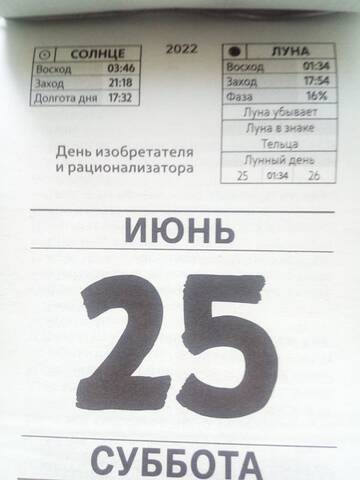 СОЛНЦЕ
Восход 03:46
Заход 21:18
Долгота дня 17:32
2022
ЛУНА
Восход 01:34
Заход 17:54
Фаза 16%
Луна убывает
Луна в знаке
Тельца
Лунный день
25 01:34 26
День изобретателя
и рационализатора
ИЮНЬ
25
СУББОТА